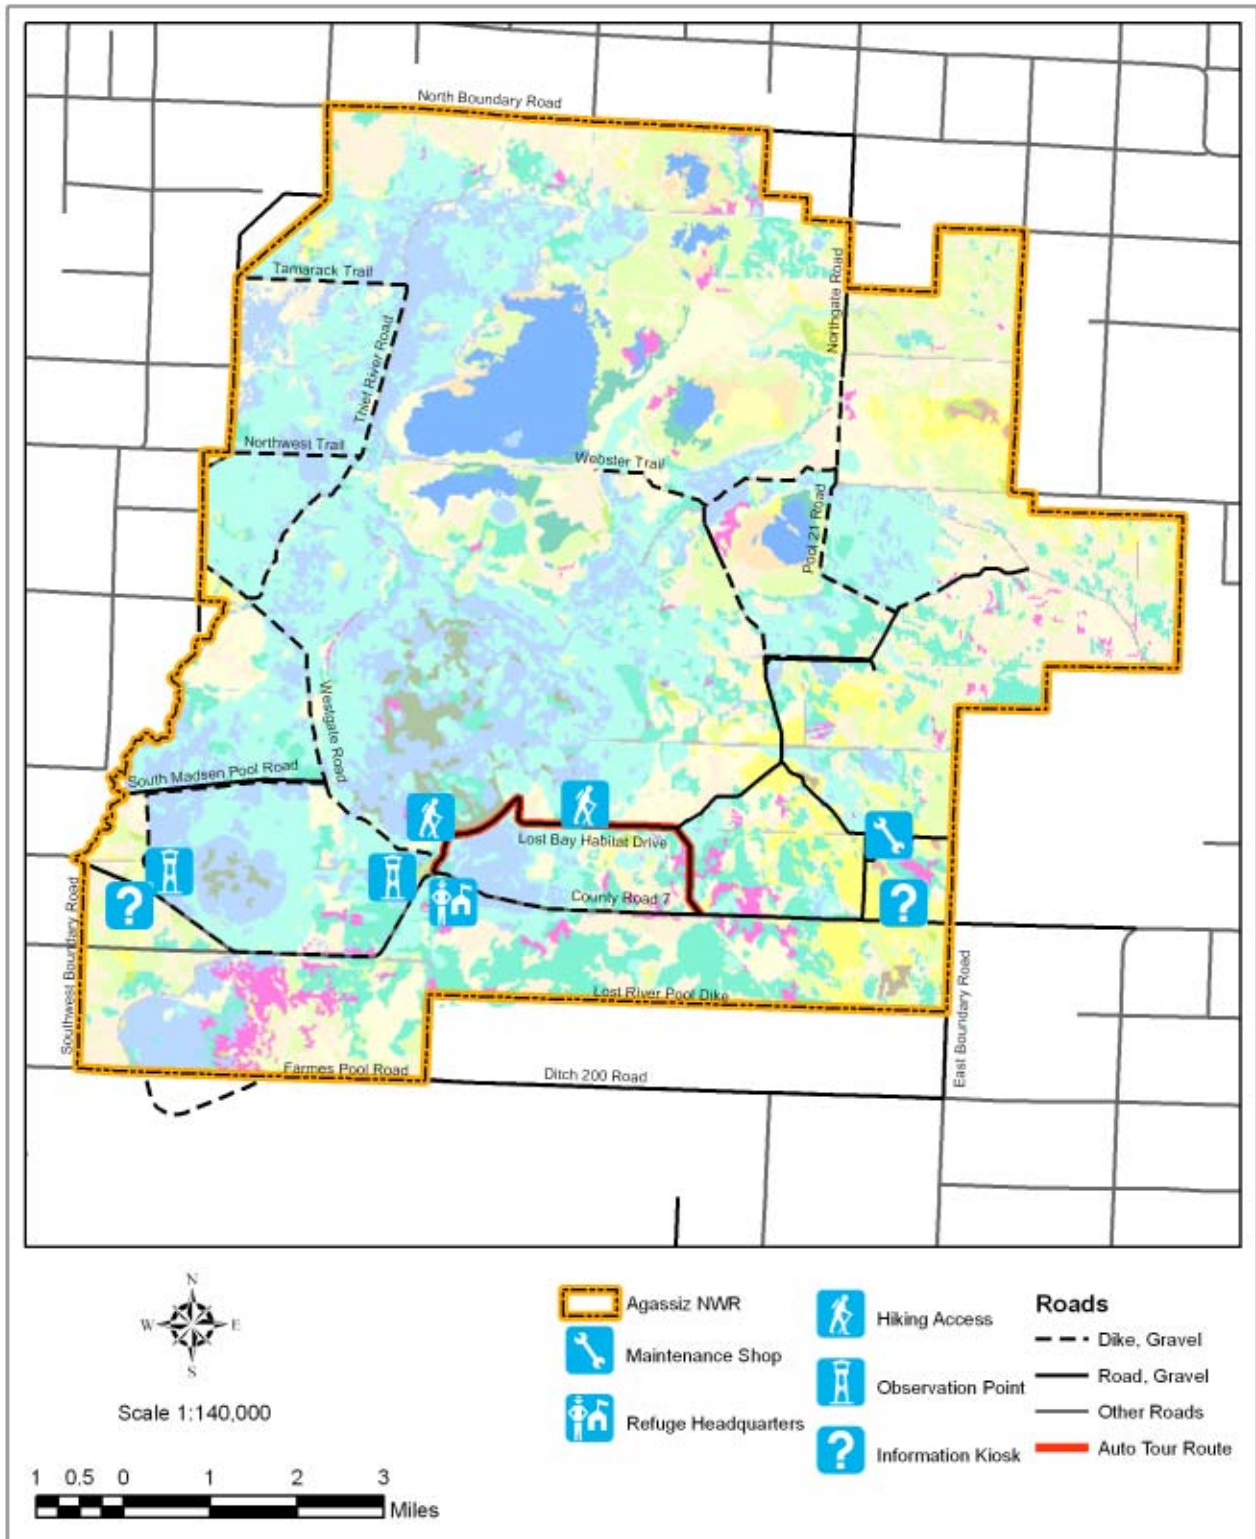 North Boundary Road
Tamarack Trail
Northgate Road
Thief River Road
Northwest Trail
Webster Trail
Pool 21 Road
Westgate Road
South Madsen Pool Road
Lost Bay Habitat Drive
County Road 7
Southwest Boundary Road
?
?
Lost River Pool Dike
East Boundary Road
Farmes Pool Road
Ditch 200 Road
N
W E
S
Scale 1:140,000
1 0.5 0 1 2 3
Miles
Agassiz NWR
Maintenance Shop
Refuge Headquarters
Hiking Access
Observation Point
? Information Kiosk
Roads
Dike, Gravel
Road, Gravel
Other Roads
Auto Tour Route